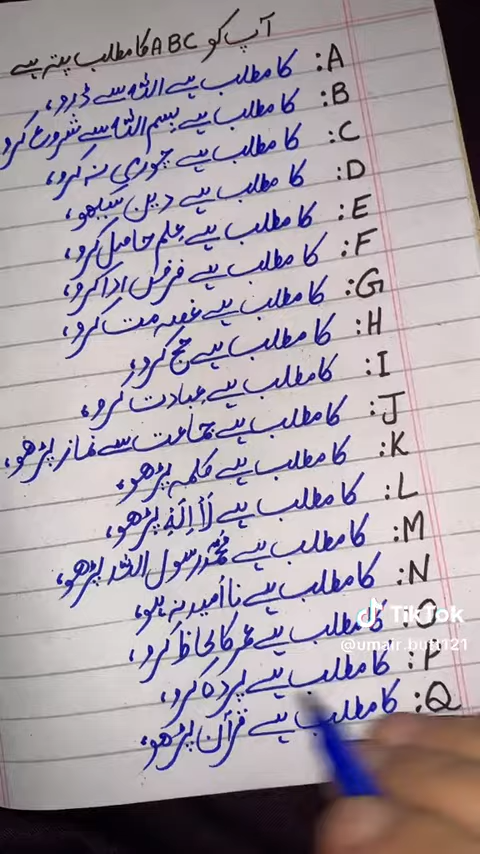 آپ کو ABC کا مطلب پتہ ہے
A: کا مطلب ہے اللہ سے ڈرو،
B: کا مطلب ہے بسم اللہ سے شروع کرو
C: کا مطلب ہے چوری نہ کرو،
D: کا مطلب ہے دین سیکھو،
E: کا مطلب ہے علم حاصل کرو،
F: کا مطلب ہے فرض ادا کرو،
G: کا مطلب ہے غصہ مت کرو،
H: کا مطلب ہے حج کرو،
I: کا مطلب ہے عبادت کرو،
J: کا مطلب ہے جماعت سے نماز پڑھو،
K: کا مطلب ہے کلمہ پڑھو،
L: کا مطلب ہے لَآ اِلٰهَ پڑھو،
M: کا مطلب ہے مُحَمَّد رسول اللہ پڑھو،
N: کا مطلب ہے نا اُمید نہ ہو،
O: کا مطلب ہے عمر کا لحاظ کرو،
P: کا مطلب ہے پردہ کرو،
Q: کا مطلب ہے قرآن پڑھو،
TikTok
@umair.butt121